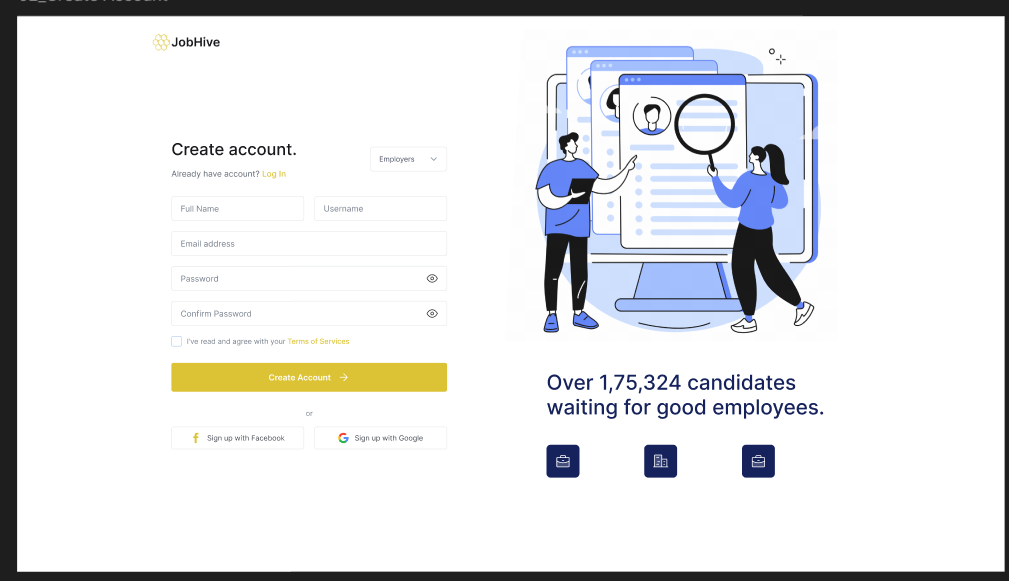 02_Create Account
JobHive
Create account.
Employers
Already have account? Log In
Full Name
Username
Email address
Password
Confirm Password
I've read and agree with your Terms of Services
Create Account
or
Sign up with Facebook
Sign up with Google
Over 1,75,324 candidates
waiting for good employees.